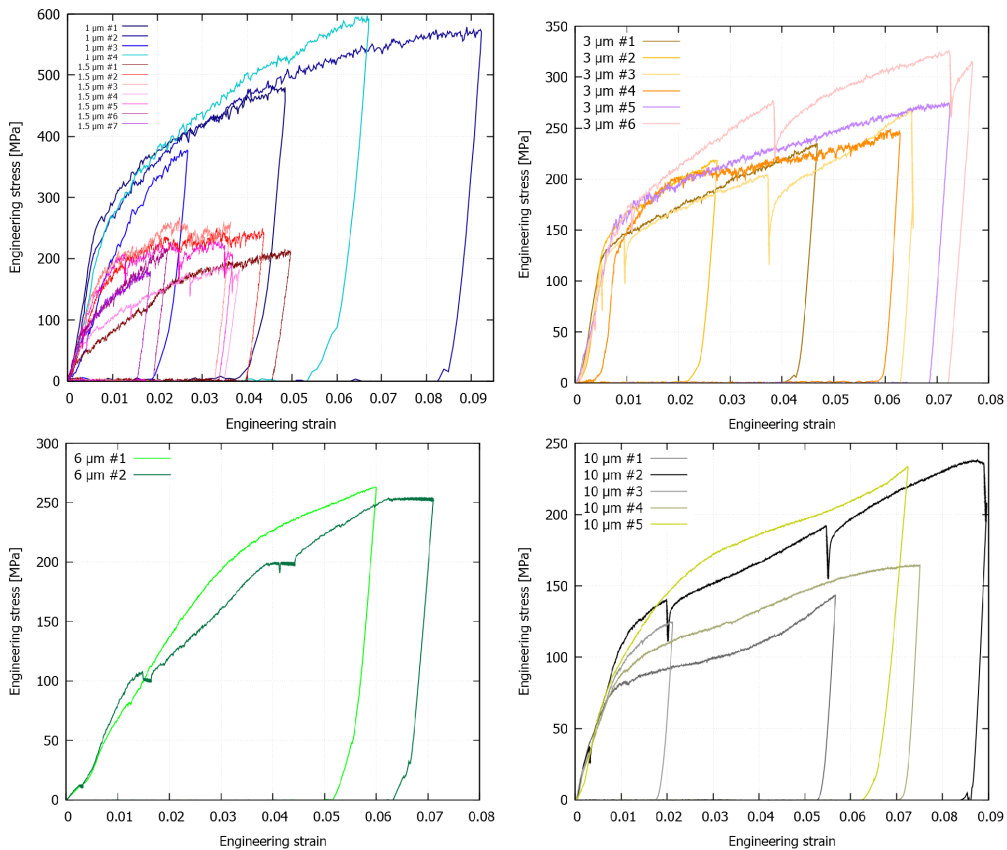 Engineering stress [MPa]
600
500
400
300
200
100
0
1 µm #1
1 µm #2
1 µm #3
1 µm #4
1.5 µm #1
1.5 µm #2
1.5 µm #3
1.5 µm #4
1.5 µm #5
1.5 µm #6
1.5 µm #7
0 0.01 0.02 0.03 0.04 0.05 0.06 0.07 0.08 0.09
Engineering strain
Engineering stress [MPa]
350
300
250
200
150
100
50
0
3 µm #1
3 µm #2
3 µm #3
3 µm #4
3 µm #5
3 µm #6
0 0.01 0.02 0.03 0.04 0.05 0.06 0.07 0.08
Engineering strain
Engineering stress [MPa]
300
250
200
150
100
50
0
6 µm #1
6 µm #2
0 0.01 0.02 0.03 0.04 0.05 0.06 0.07 0.08
Engineering strain
Engineering stress [MPa]
250
200
150
100
50
0
10 µm #1
10 µm #2
10 µm #3
10 µm #4
10 µm #5
0 0.01 0.02 0.03 0.04 0.05 0.06 0.07 0.08 0.09
Engineering strain